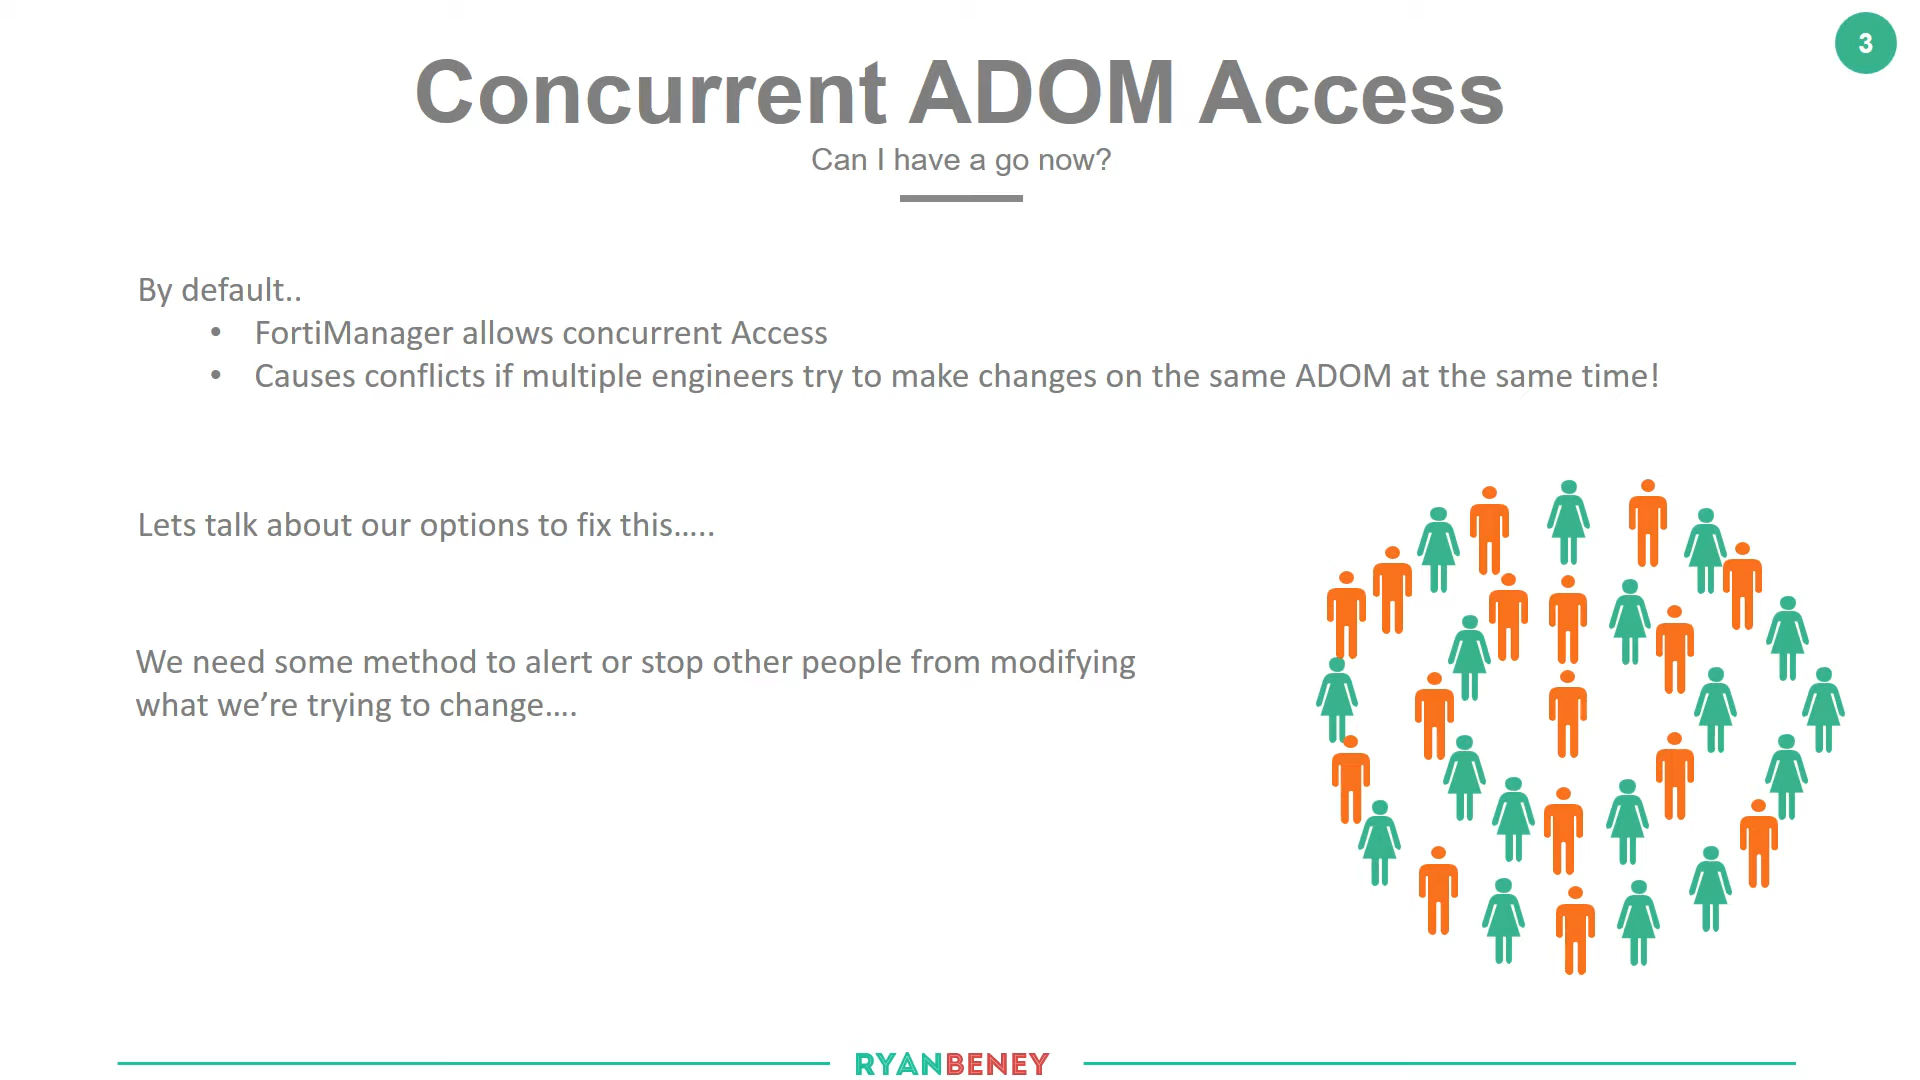 3
Concurrent ADOM Access
Can I have a go now?
By default..
• FortiManager allows concurrent Access
• Causes conflicts if multiple engineers try to make changes on the same ADOM at the same time!
Lets talk about our options to fix this…..
We need some method to alert or stop other people from modifying
what we’re trying to change….
RYANBENEY